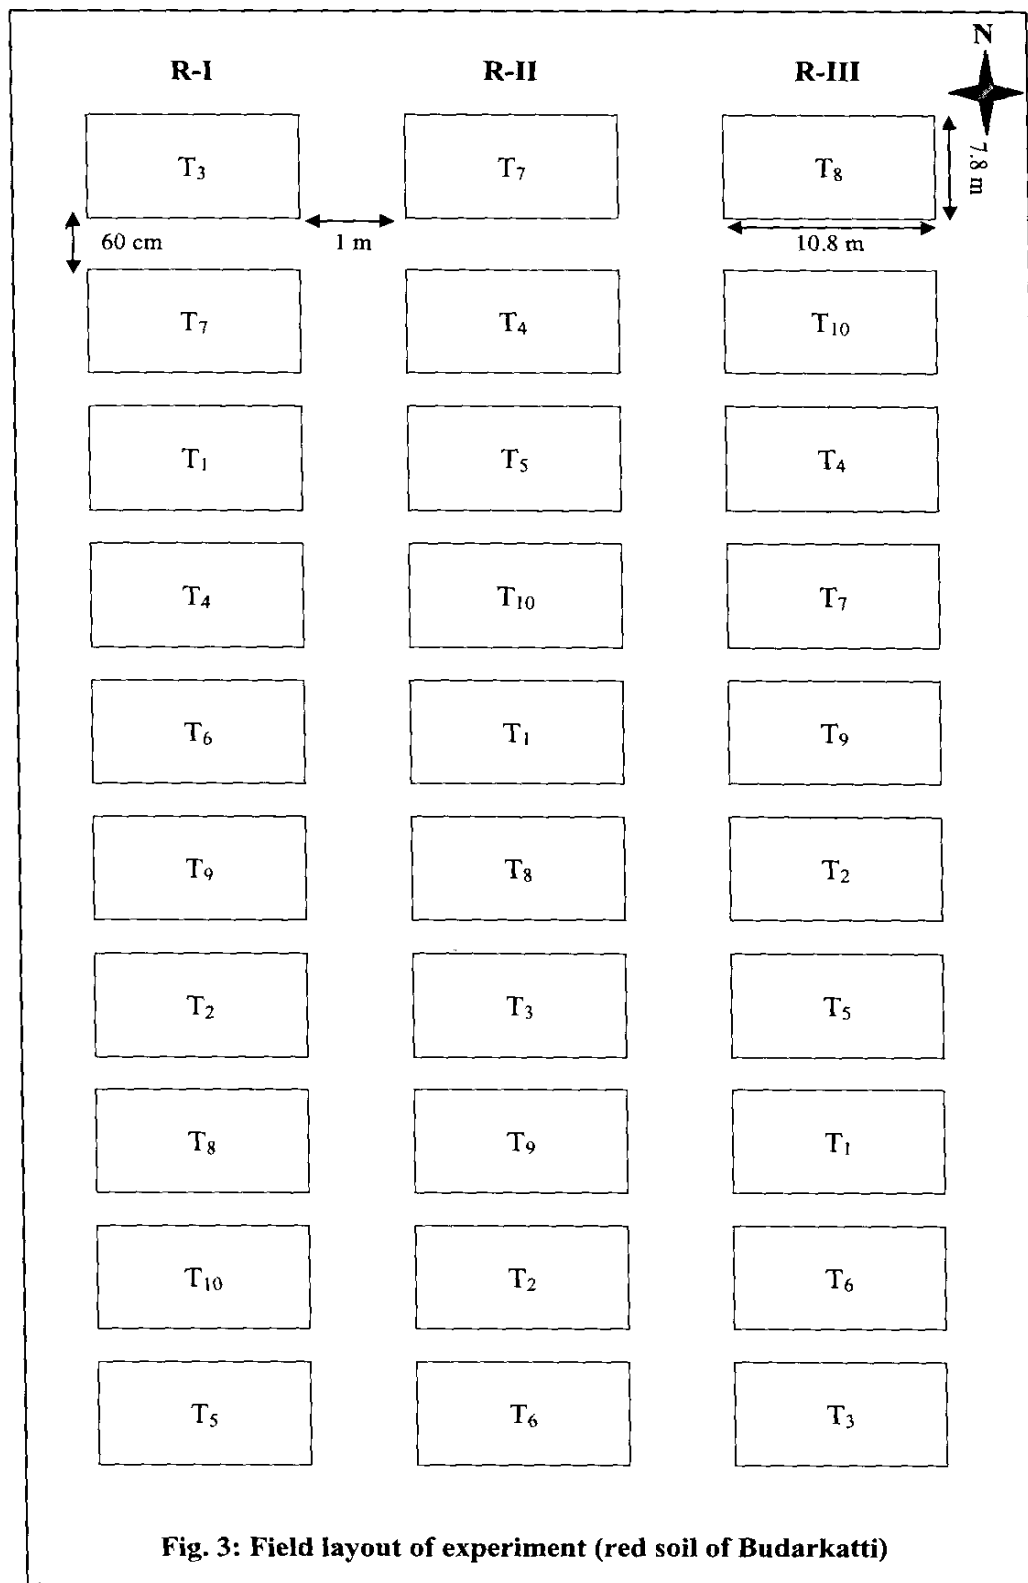 N
R-I R-II R-III
T₃ T₇ T₈
7.8 m
60 cm 1 m 10.8 m
T₇ T₄ T₁₀
T₁ T₅ T₄
T₄ T₁₀ T₇
T₆ T₁ T₉
T₉ T₈ T₂
T₂ T₃ T₅
T₈ T₉ T₁
T₁₀ T₂ T₆
T₅ T₆ T₃
Fig. 3: Field layout of experiment (red soil of Budarkatti)